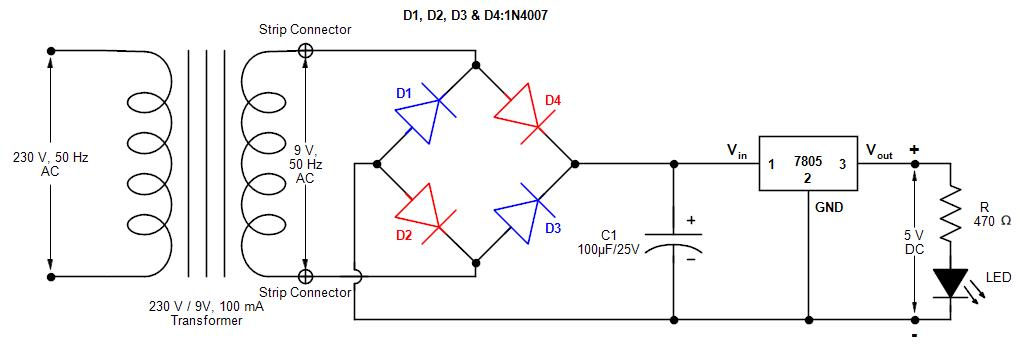 D1, D2, D3 & D4:1N4007
Strip Connector
D1
D4
230 V, 50 Hz
AC
9 V,
50 Hz
AC
Vin
1
7805
3
2
Vout
+
GND
R
470 Ω
D2
D3
C1
100µF/25V
+
–
5 V
DC
LED
Strip Connector
230 V / 9V, 100 mA
Transformer
-